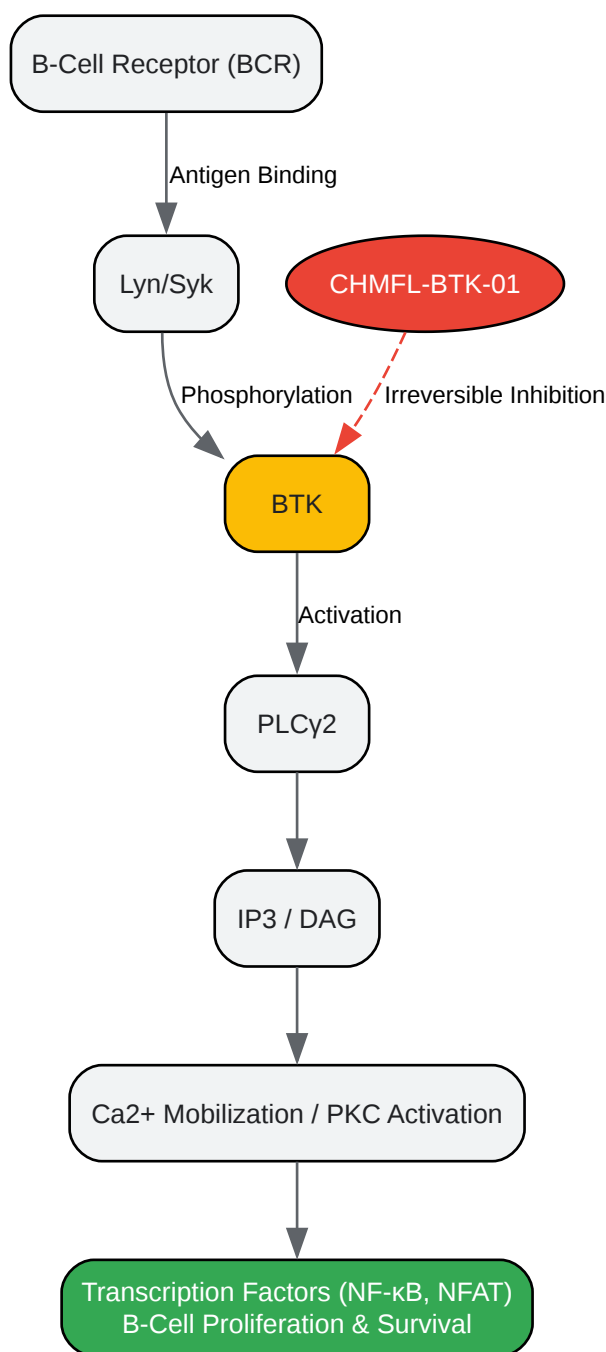 B-Cell Receptor (BCR)
Antigen Binding
Lyn/Syk
CHMFL-BTK-01
Phosphorylation
Irreversible Inhibition
BTK
Activation
PLCγ2
IP3 / DAG
Ca2+ Mobilization / PKC Activation
Transcription Factors (NF-κB, NFAT)
B-Cell Proliferation & Survival